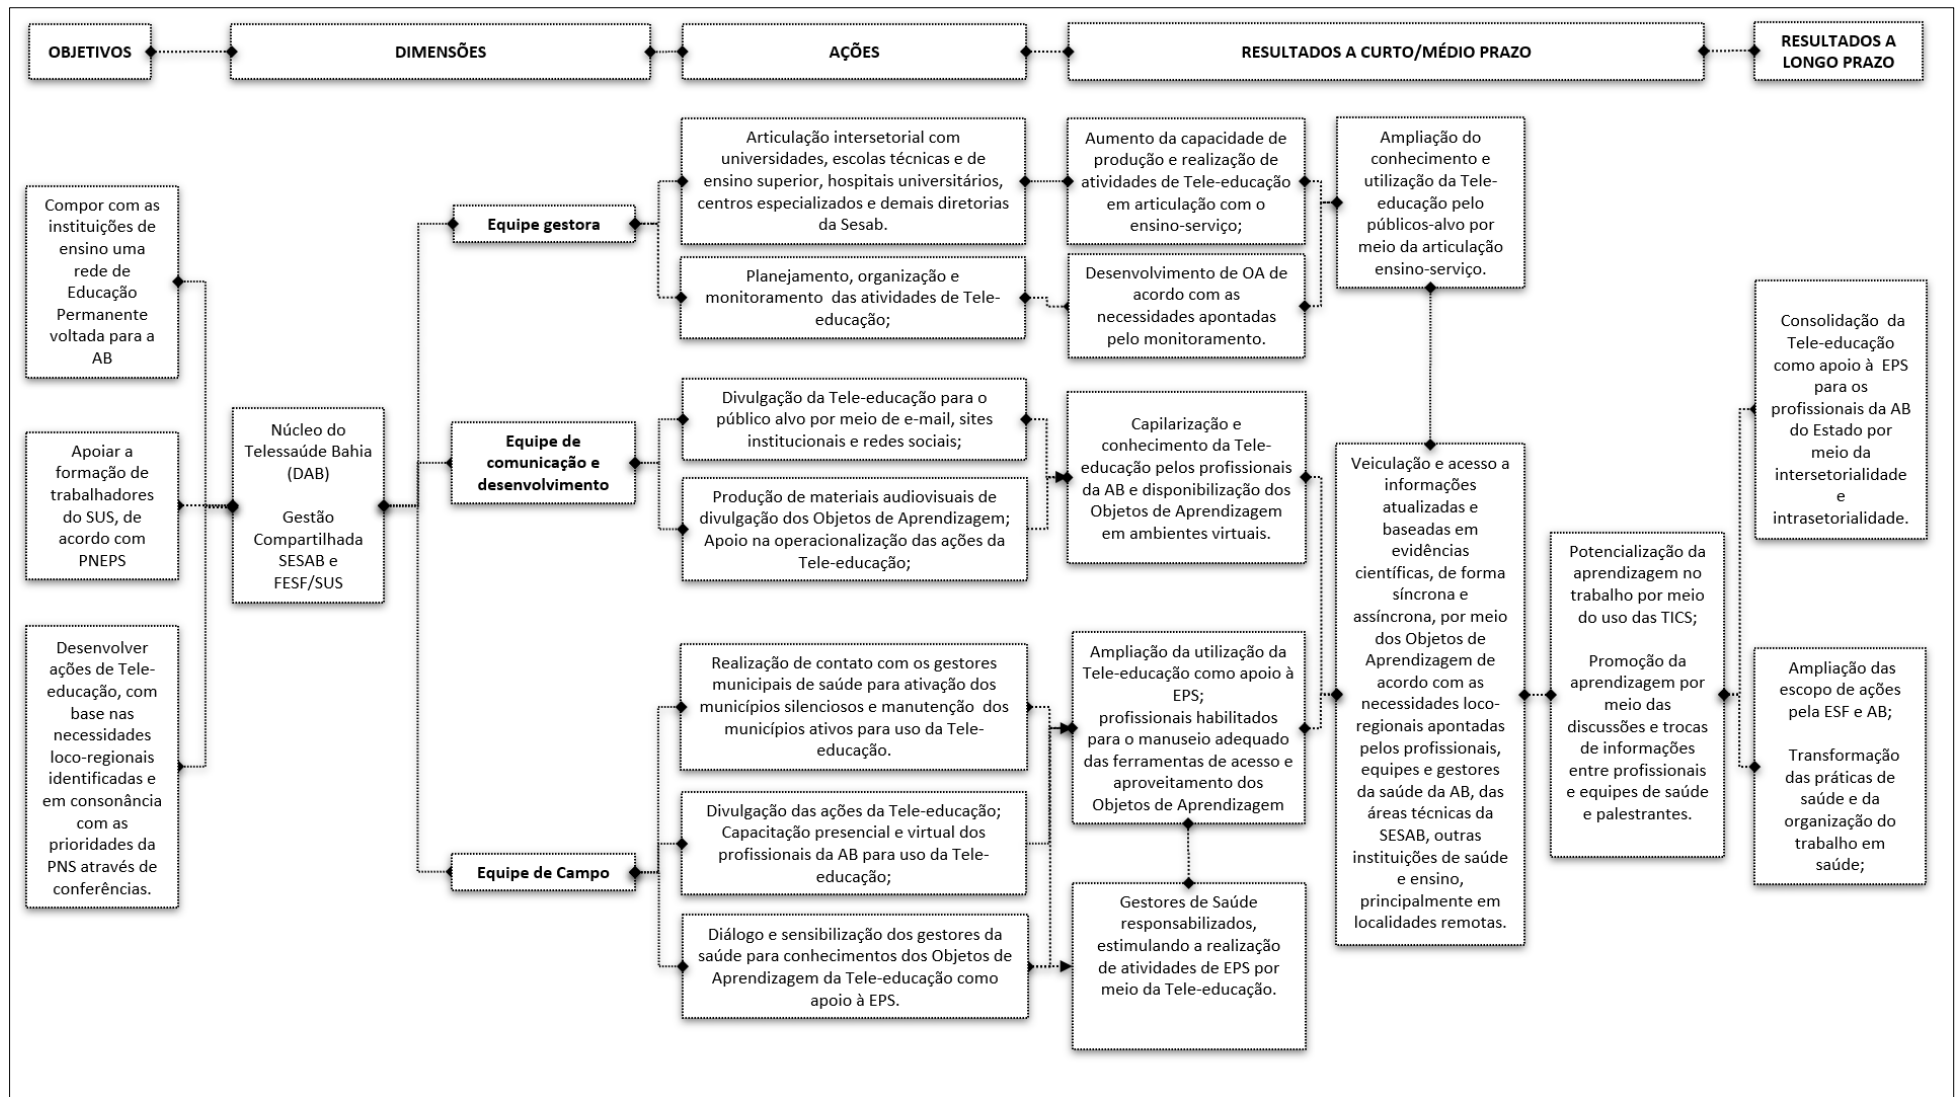 OBJETIVOS
DIMENSÕES
AÇÕES
RESULTADOS A CURTO/MÉDIO PRAZO
RESULTADOS A
LONGO PRAZO
Compor com as
instituições de
ensino uma
rede de
Educação
Permanente
voltada para a
AB
Apoiar a
formação de
trabalhadores
do SUS, de
acordo com
PNEPS
Desenvolver
ações de Tele-
educação, com
base nas
necessidades
loco-regionais
identificadas e
em consonância
com as
prioridades da
PNS através de
conferências.
Núcleo do
Telessaúde Bahia
(DAB)
Gestão
Compartilhada
SESAB e
FESF/SUS
Equipe gestora
Equipe de
comunicação e
desenvolvimento
Equipe de Campo
Articulação intersetorial com
universidades, escolas técnicas e de
ensino superior, hospitais universitários,
centros especializados e demais diretorias
da Sesab.
Planejamento, organização e
monitoramento das atividades de Tele-
educação;
Divulgação da Tele-educação para o
público alvo por meio de e-mail, sites
institucionais e redes sociais;
Produção de materiais audiovisuais de
divulgação dos Objetos de Aprendizagem;
Apoio na operacionalização das ações da
Tele-educação;
Realização de contato com os gestores
municipais de saúde para ativação dos
municípios silenciosos e manutenção dos
municípios ativos para uso da Tele-
educação.
Divulgação das ações da Tele-educação;
Capacitação presencial e virtual dos
profissionais da AB para uso da Tele-
educação;
Diálogo e sensibilização dos gestores da
saúde para conhecimentos dos Objetos de
Aprendizagem da Tele-educação como
apoio à EPS.
Aumento da capacidade de
produção e realização de
atividades de Tele-educação
em articulação com o
ensino-serviço;
Desenvolvimento de OA de
acordo com as
necessidades apontadas
pelo monitoramento.
Capilarização e
conhecimento da Tele-
educação pelos profissionais
da AB e disponibilização dos
Objetos de Aprendizagem
em ambientes virtuais.
Ampliação da utilização da
Tele-educação como apoio à
EPS;
profissionais habilitados
para o manuseio adequado
das ferramentas de acesso e
aproveitamento dos
Objetos de Aprendizagem
Gestores de Saúde
responsabilizados,
estimulando a realização
de atividades de EPS por
meio da Tele-educação.
Ampliação do
conhecimento e
utilização da Tele-
educação pelo
públicos-alvo por
meio da articulação
ensino-serviço.
Veiculação e acesso a
informações
atualizadas e
baseadas em
evidências
científicas, de forma
síncrona e
assíncrona, por meio
dos Objetos de
Aprendizagem de
acordo com as
necessidades loco-
regionais apontadas
pelos profissionais,
equipes e gestores
da saúde da AB, das
áreas técnicas da
SESAB, outras
instituições de saúde
e ensino,
principalmente em
localidades remotas.
Potencialização da
aprendizagem no
trabalho por meio
do uso das TICS;
Promoção da
aprendizagem por
meio das
discussões e trocas
de informações
entre profissionais
e equipes de saúde
e palestrantes.
Consolidação da
Tele-educação
como apoio à EPS
para os
profissionais da AB
do Estado por
meio da
intersetorialidade
e
intrasetorialidade.
Ampliação das
escopo de ações
pela ESF e AB;
Transformação
das práticas de
saúde e da
organização do
trabalho em
saúde;